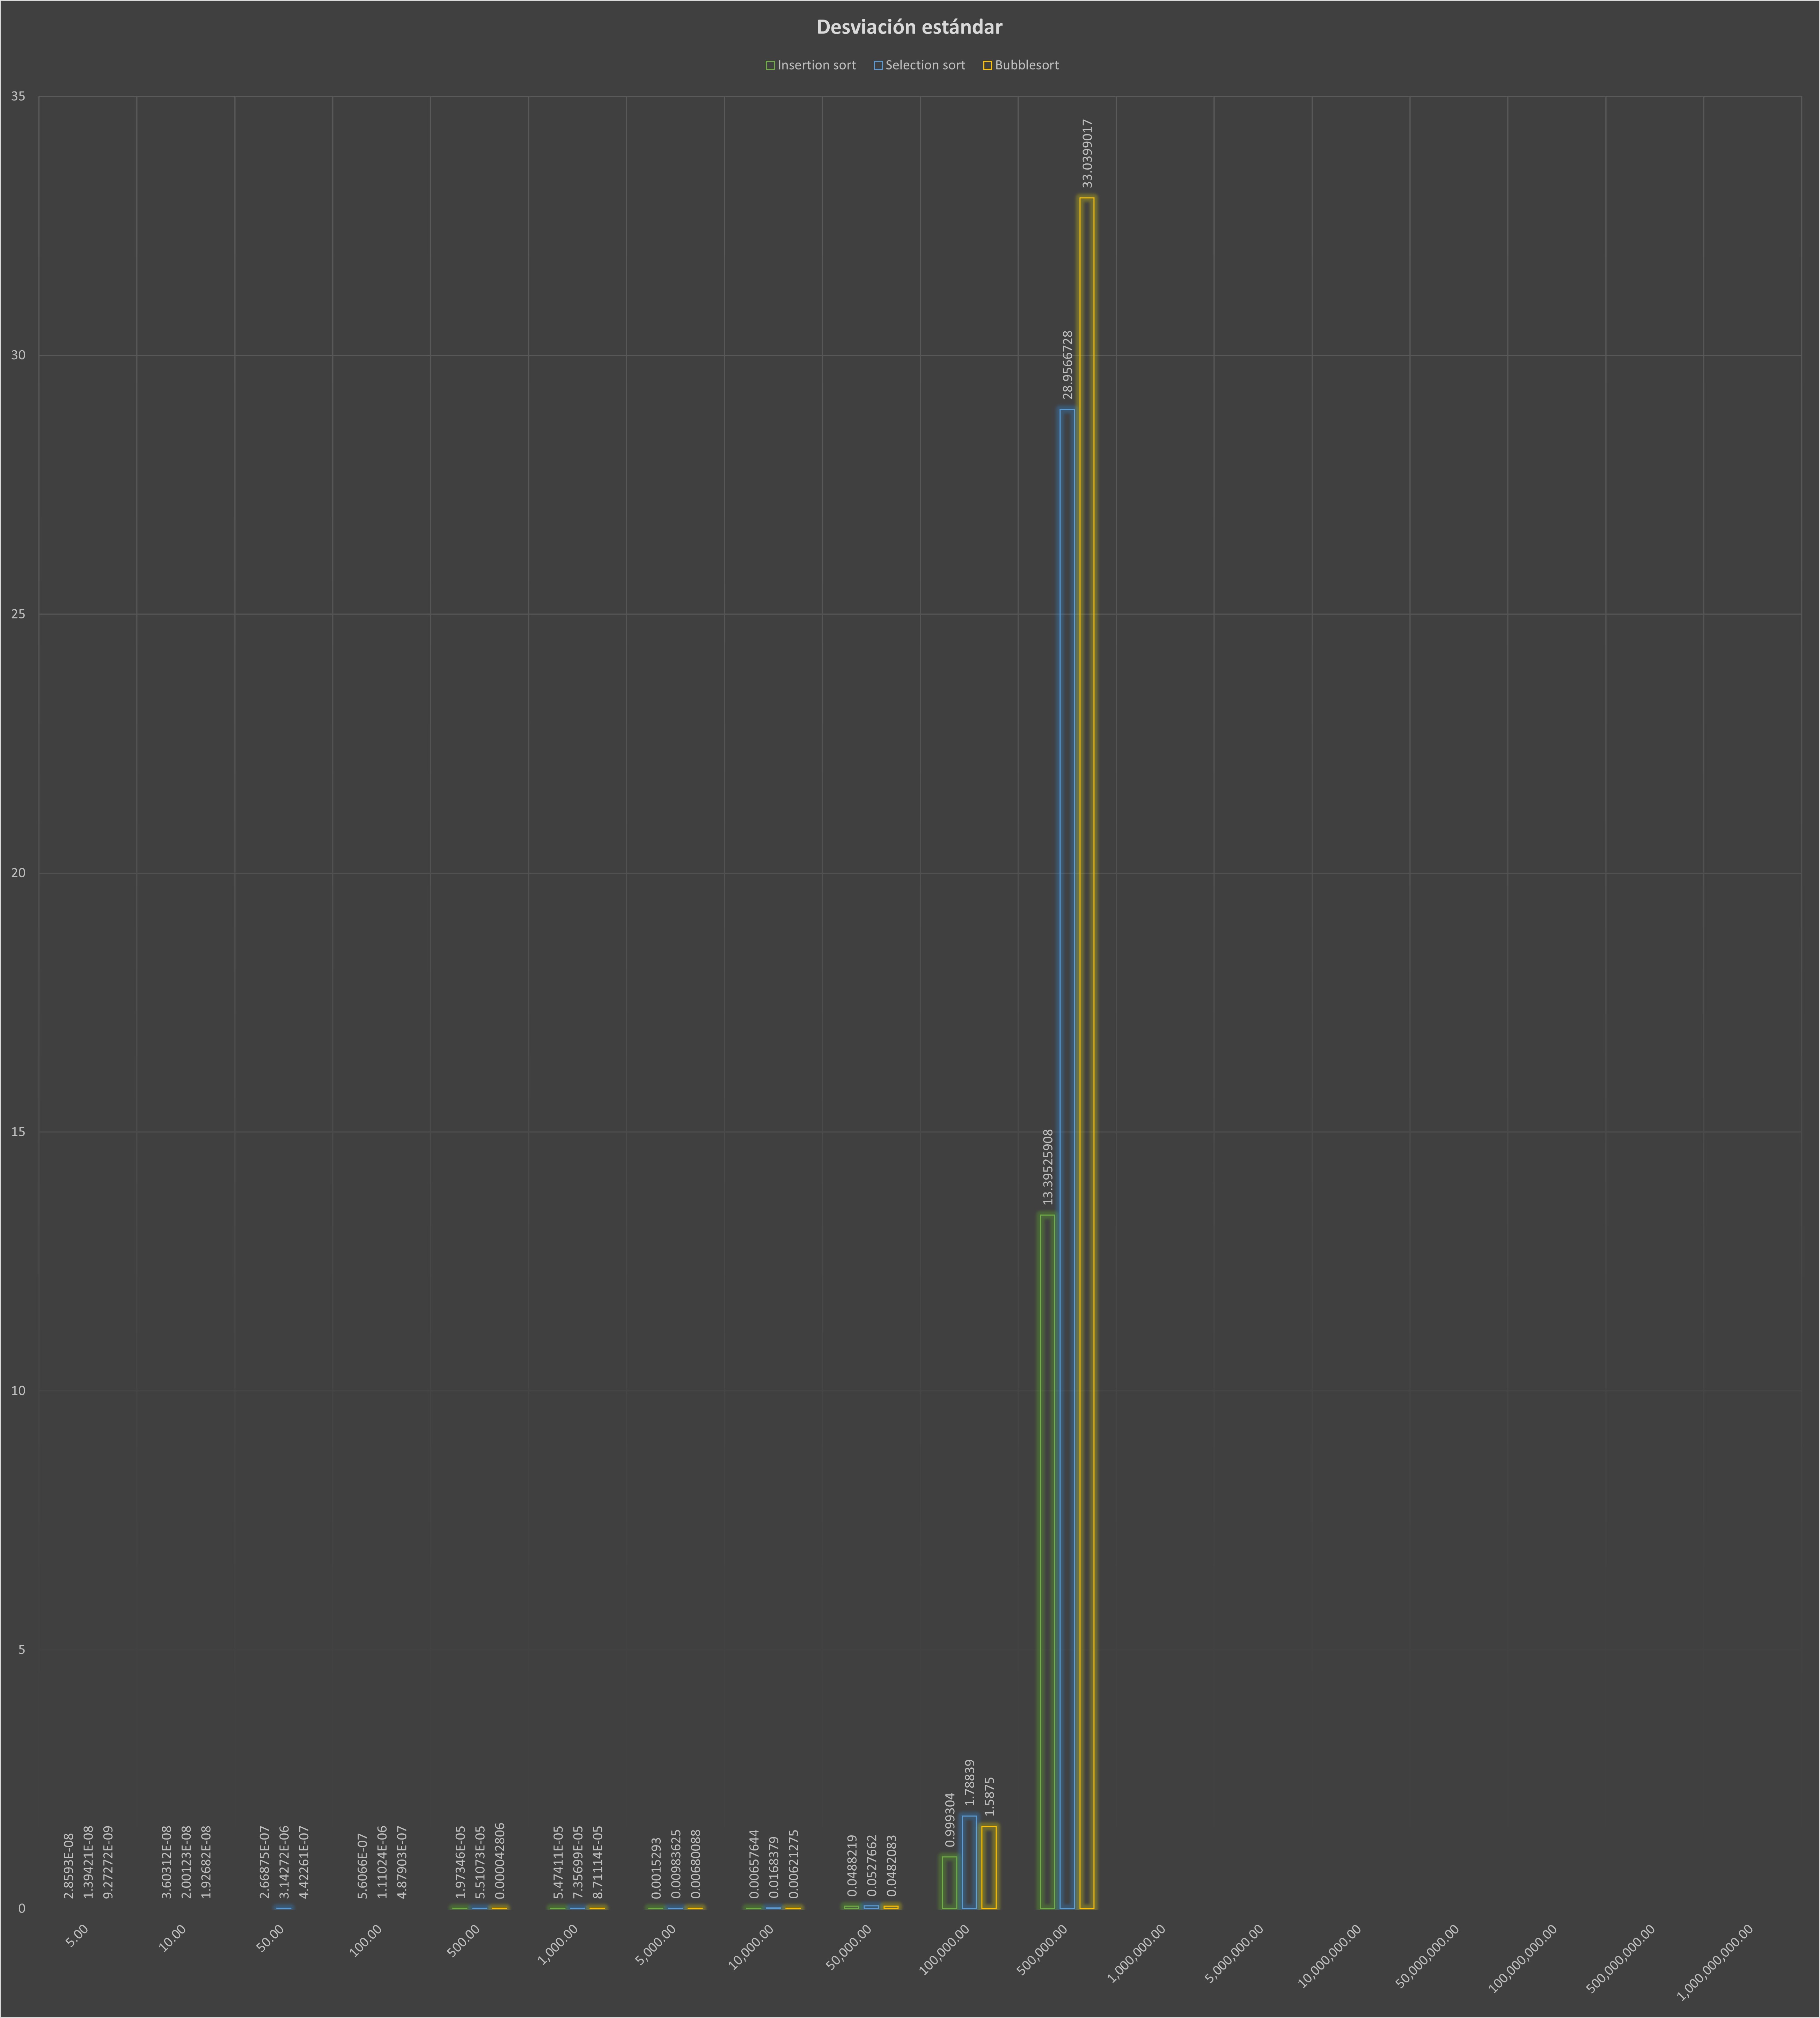 Desviación estándar
Insertion sort Selection sort Bubblesort
35
30
25
20
15
10
5
0
2.8593E-08
1.39421E-08
9.27272E-09
3.60312E-08
2.00123E-08
1.92682E-08
2.66875E-07
3.14272E-06
4.42261E-07
5.6066E-07
1.11024E-06
4.87903E-07
1.97346E-05
5.51073E-05
0.000042806
5.47411E-05
7.35699E-05
8.71114E-05
0.0015293
0.00983625
0.00680088
0.00657644
0.0168379
0.00621275
0.0488219
0.0527662
0.0482083
0.999304
1.78839
1.5875
13.39525908
28.9566728
33.0399017
5.00
10.00
50.00
100.00
500.00
1,000.00
5,000.00
10,000.00
50,000.00
100,000.00
500,000.00
1,000,000.00
5,000,000.00
10,000,000.00
50,000,000.00
100,000,000.00
500,000,000.00
1,000,000,000.00